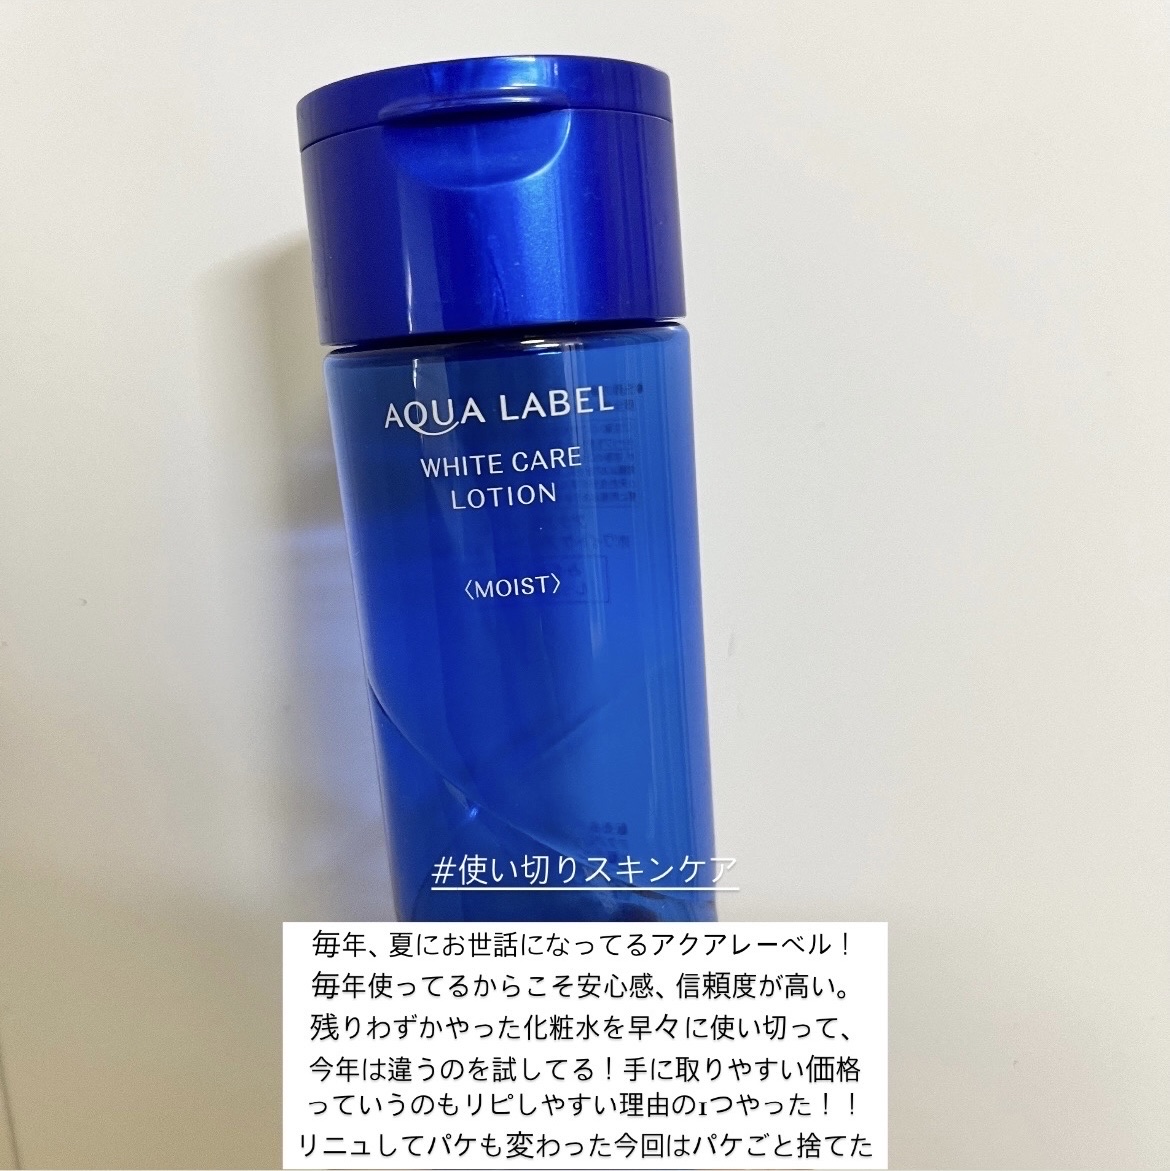 AQUA LABEL
WHITE CARE
LOTION
〈MOIST〉
#使い切りスキンケア
毎年、夏にお世話になってるアクアレーベル！
毎年使ってるからこそ安心感、信頼度が高い。
残りわずかやった化粧水を早々に使い切って、
今年は違うのを試してる！手に取りやすい価格
っていうのもリピしやすい理由の1つやった！！
リニュしてパケも変わった今回はパケごと捨てた